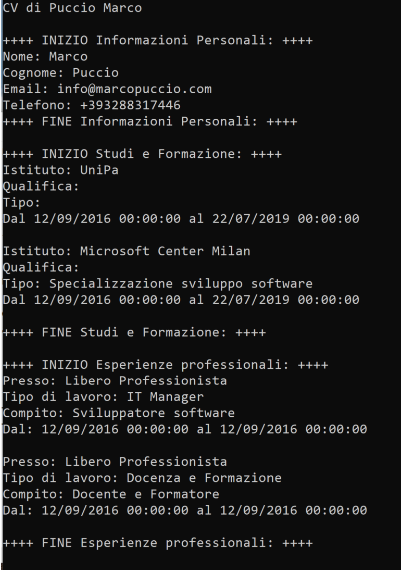 CV di Puccio Marco
++++ INIZIO Informazioni Personali: ++++
Nome: Marco
Cognome: Puccio
Email: info@marcopuccio.com
Telefono: +393288317446
++++ FINE Informazioni Personali: ++++
++++ INIZIO Studi e Formazione: ++++
Istituto: UniPa
Qualifica:
Tipo:
Dal 12/09/2016 00:00:00 al 22/07/2019 00:00:00
Istituto: Microsoft Center Milan
Qualifica:
Tipo: Specializzazione sviluppo software
Dal 12/09/2016 00:00:00 al 22/07/2019 00:00:00
++++ FINE Studi e Formazione: ++++
++++ INIZIO Esperienze professionali: ++++
Presso: Libero Professionista
Tipo di lavoro: IT Manager
Compito: Sviluppatore software
Dal: 12/09/2016 00:00:00 al 12/09/2016 00:00:00
Presso: Libero Professionista
Tipo di lavoro: Docenza e Formazione
Compito: Docente e Formatore
Dal: 12/09/2016 00:00:00 al 12/09/2016 00:00:00
++++ FINE Esperienze professionali: ++++